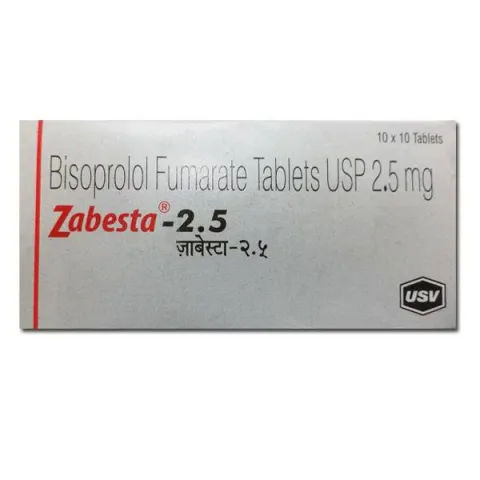 10 x 10 Tablets
Bisoprolol Fumarate Tablets USP 2.5 mg
Zabesta®-2.5
ज़ाबेस्टा-२.५
USV